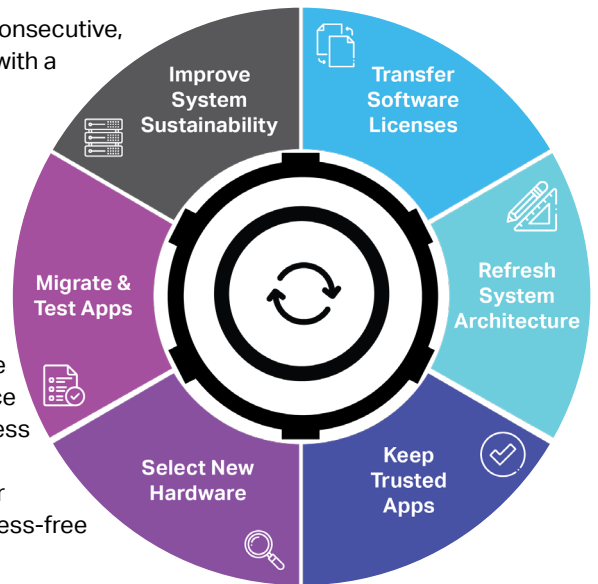 onsecutive,
with a
Improve
System
Sustainability
Transfer
Software
Licenses
Refresh
System
Architecture
Keep
Trusted
Apps
Select New
Hardware
Migrate &
Test Apps
e
ce
ess
r
ess-free